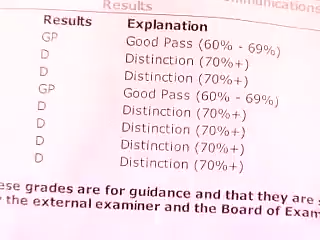 Results
ommunications
Results Explanation
GP Good Pass (60% - 69%)
D Distinction (70%+)
D Distinction (70%+)
GP Good Pass (60% - 69%)
D Distinction (70%+)
D Distinction (70%+)
D Distinction (70%+)
D Distinction (70%+)
ese grades are for guidance and that they are
the external examiner and the Board of Exam